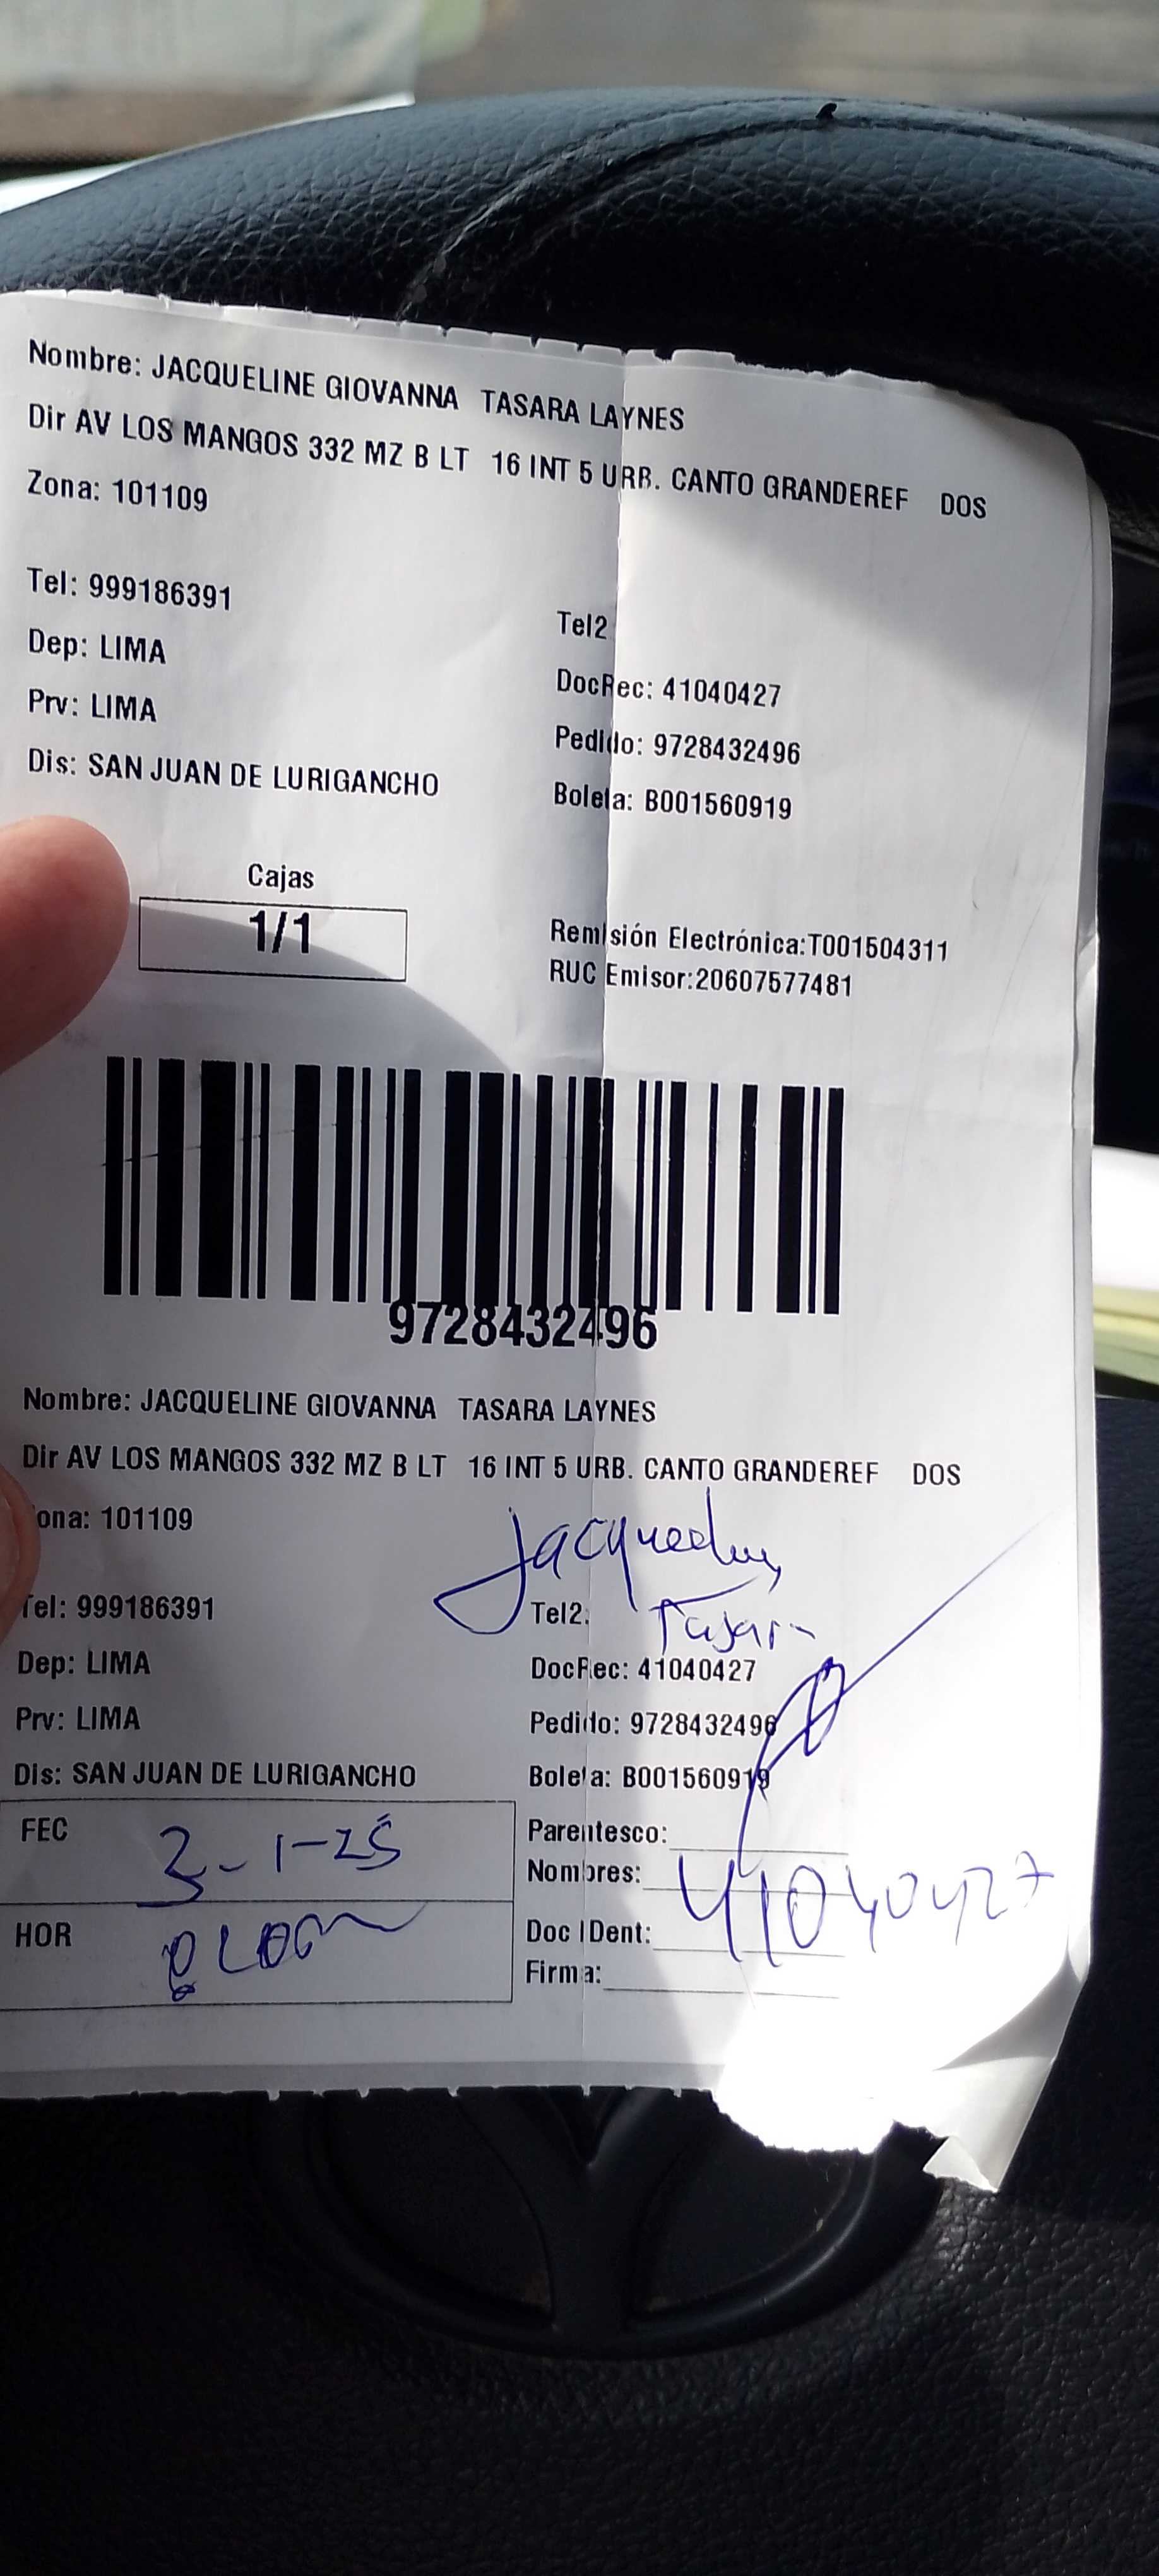 Nombre: JACQUELINE GIOVANNA TASARA LAYNES
Dir AV LOS MANGOS 332 MZ B LT 16 INT 5 URB. CANTO GRANDEREF DOS
Zona: 101109
Tel: 999186391
Tel2
Dep: LIMA
DocRec: 41040427
Prv: LIMA
Pedido: 9728432496
Dis: SAN JUAN DE LURIGANCHO
Boleta: B001560919
Cajas
1/1
Remisión Electrónica:T001504311
RUC Emisor:20607577481
9728432496
Nombre: JACQUELINE GIOVANNA TASARA LAYNES
Dir AV LOS MANGOS 332 MZ B LT 16 INT 5 URB. CANTO GRANDEREF DOS
ona: 101109
Tel: 999186391
Tel2:
Tasara
Dep: LIMA
DocRec: 41040427
Prv: LIMA
Pedido: 9728432496
Dis: SAN JUAN DE LURIGANCHO
Boleta: B001560919
FEC 3-1-25
Parentesco:
Nombres:
41040427
HOR
Doc IDent:
Firma: